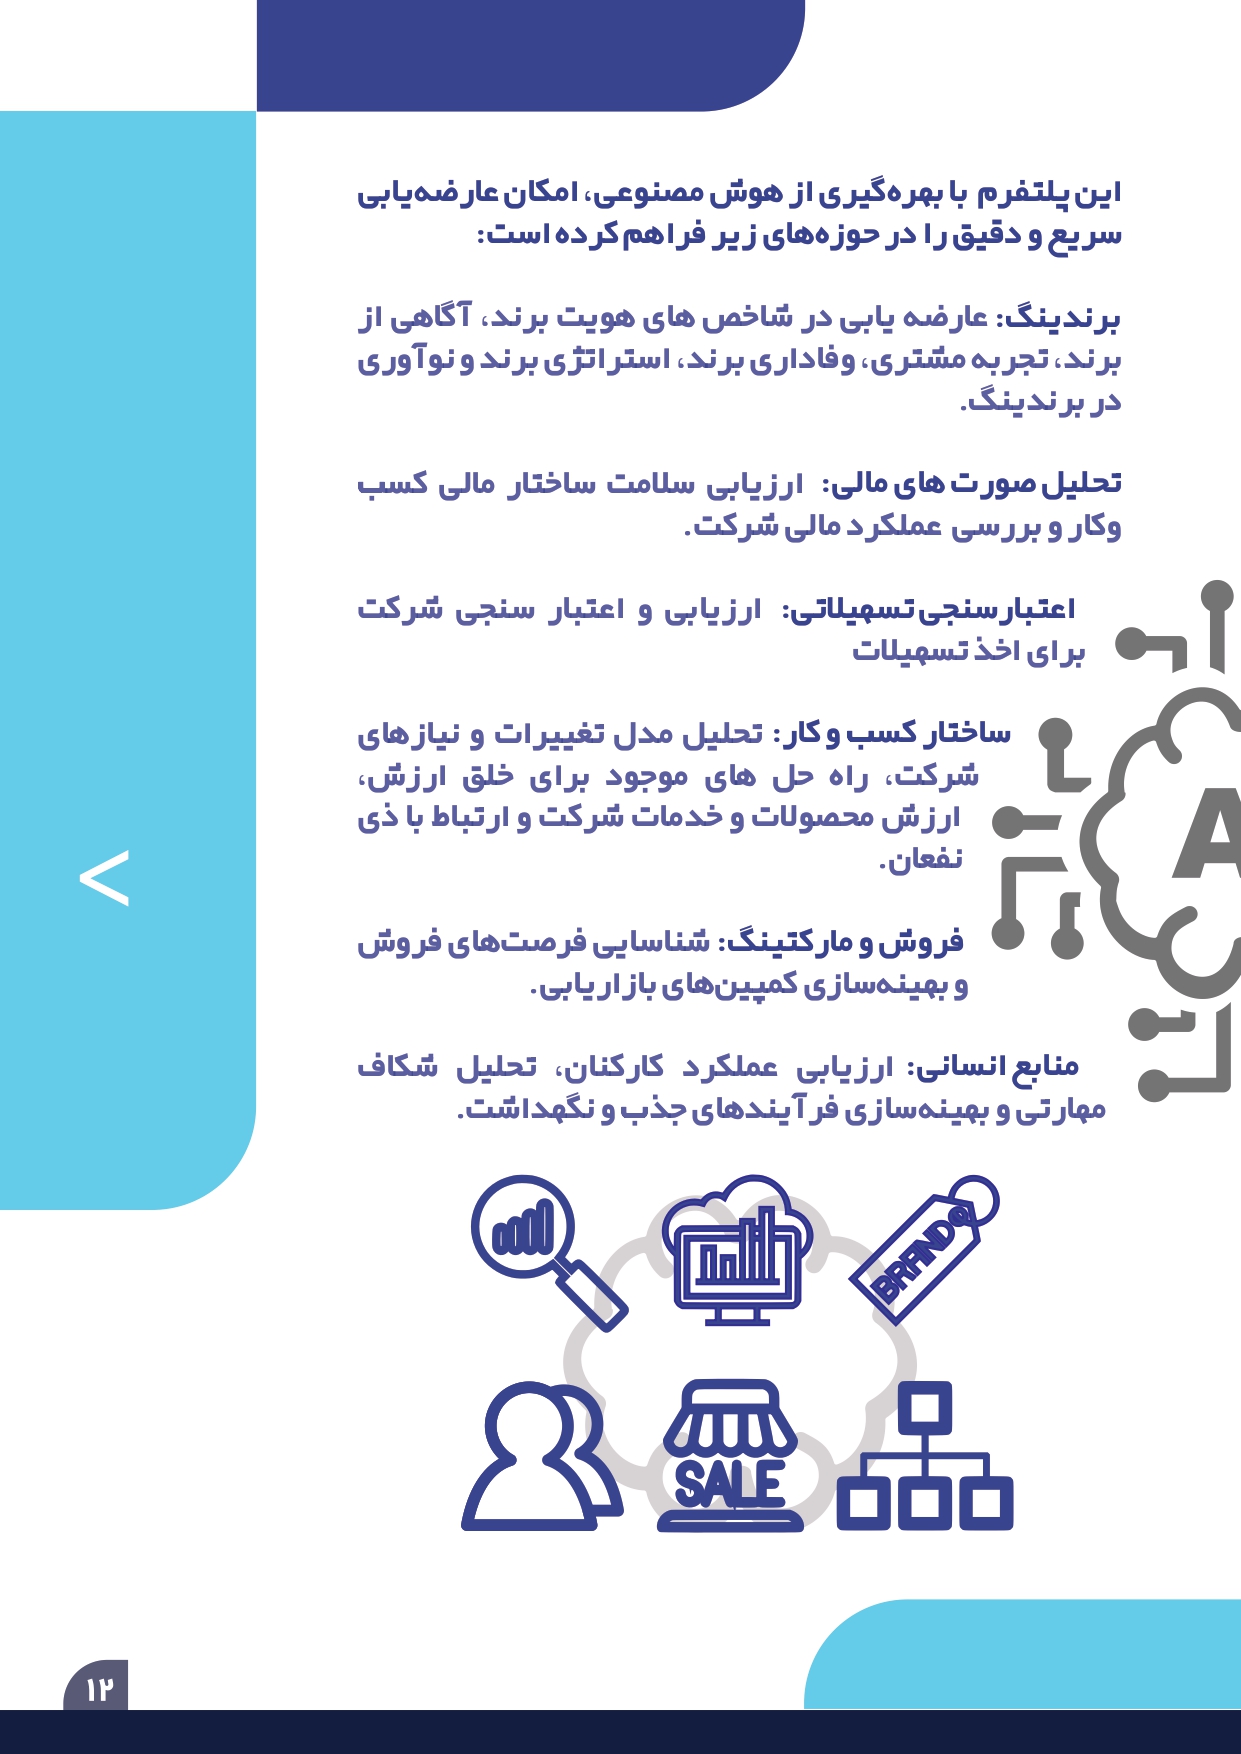 این پلتفرم با بهره‌گیری از هوش مصنوعی، امکان عارضه‌یابی
سریع و دقیق را در حوزه‌های زیر فراهم کرده است:
برندینگ: عارضه یابی در شاخص های هویت برند، آگاهی از
برند، تجربه مشتری، وفاداری برند، استراتژی برند و نوآوری
در برندینگ.
تحلیل صورت های مالی: ارزیابی سلامت ساختار مالی کسب
وکار و بررسی عملکرد مالی شرکت.
اعتبارسنجی تسهیلاتی: ارزیابی و اعتبار سنجی شرکت
برای اخذ تسهیلات
ساختار کسب و کار: تحلیل مدل تغییرات و نیازهای
شرکت، راه حل های موجود برای خلق ارزش،
ارزش محصولات و خدمات شرکت و ارتباط با ذی
نفعان.
فروش و مارکتینگ: شناسایی فرصت‌های فروش
و بهینه‌سازی کمپین‌های بازاریابی.
منابع انسانی: ارزیابی عملکرد کارکنان، تحلیل شکاف
مهارتی و بهینه‌سازی فرآیندهای جذب و نگهداشت.
A
<
BRAND
SALE
۱۲